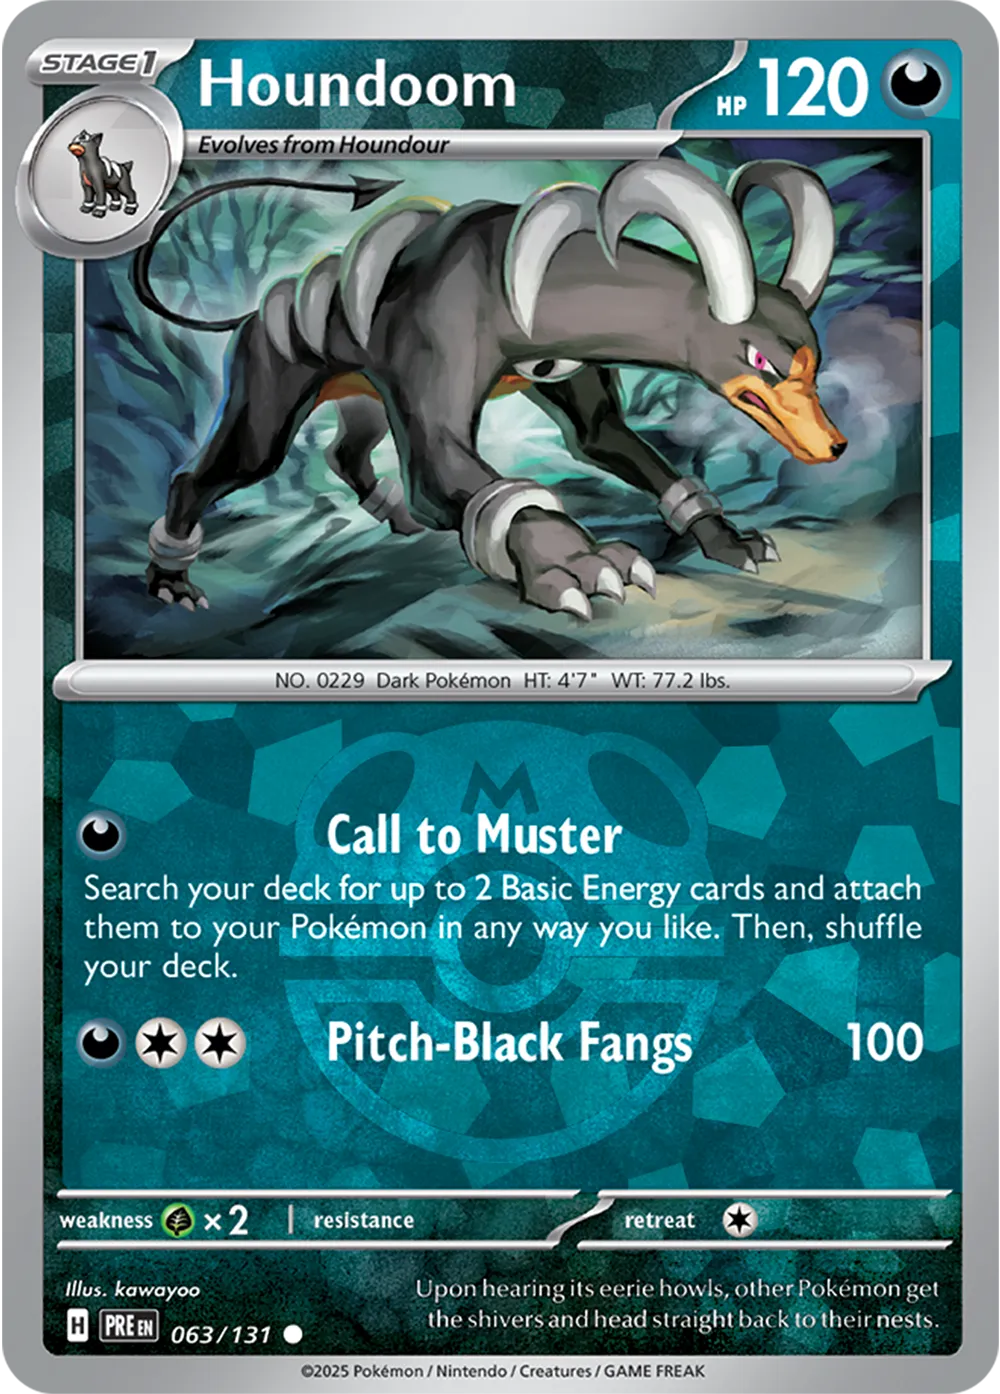 STAGE 1
Houndoom
HP 120
Evolves from Houndour
NO. 0229 Dark Pokémon HT: 4'7" WT: 77.2 lbs.
M
Call to Muster
Search your deck for up to 2 Basic Energy cards and attach
them to your Pokémon in any way you like. Then, shuffle
your deck.
Pitch-Black Fangs 100
weakness ×2 resistance retreat
Illus. kawayoo
Upon hearing its eerie howls, other Pokémon get
the shivers and head straight back to their nests.
H PRE EN 063/131
©2025 Pokémon / Nintendo / Creatures / GAME FREAK